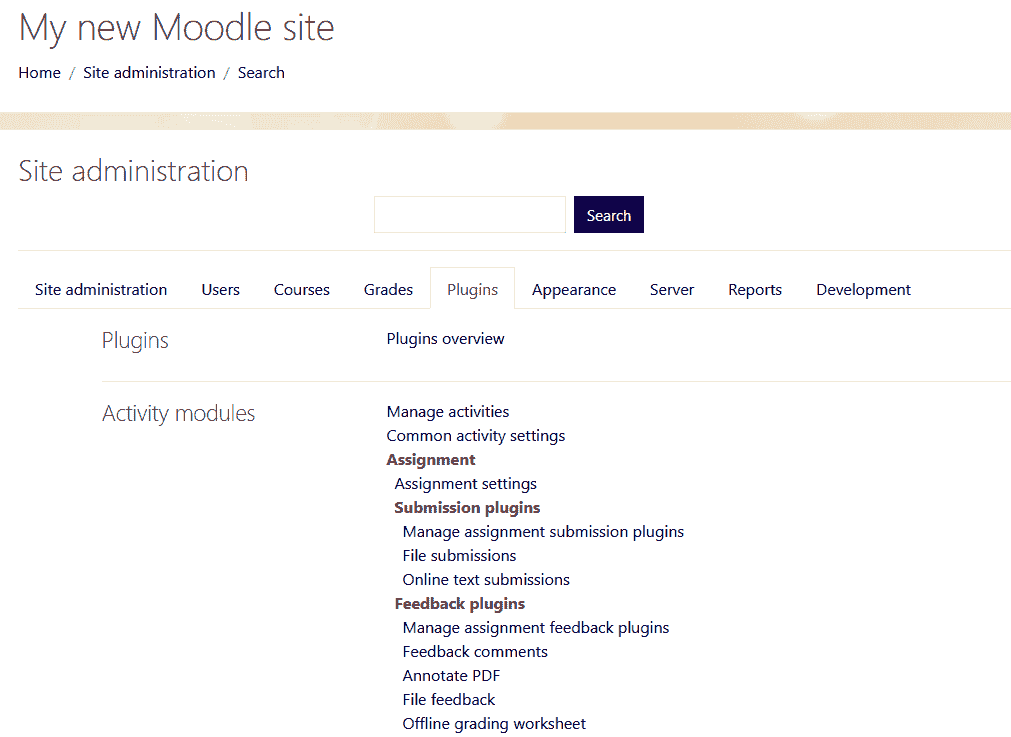 My new Moodle site
Home / Site administration / Search
Site administration
Search
Site administration Users Courses Grades Plugins Appearance Server Reports Development
Plugins Plugins overview
Activity modules Manage activities
Common activity settings
Assignment
Assignment settings
Submission plugins
Manage assignment submission plugins
File submissions
Online text submissions
Feedback plugins
Manage assignment feedback plugins
Feedback comments
Annotate PDF
File feedback
Offline grading worksheet